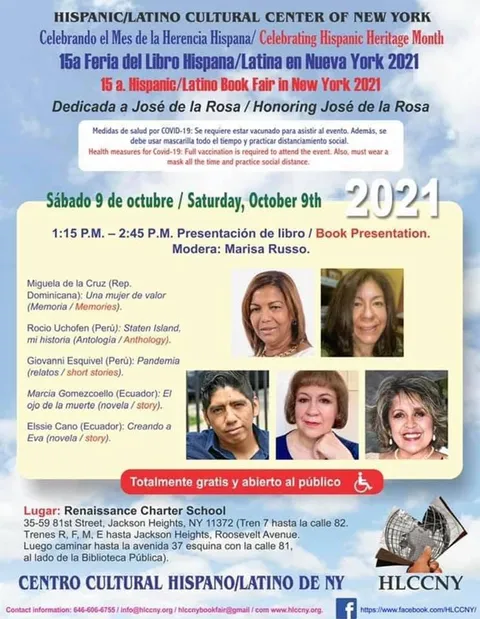 HISPANIC/LATINO CULTURAL CENTER OF NEW YORK
Celebrando el Mes de la Herencia Hispana/ Celebrating Hispanic Heritage Month
15a Feria del Libro Hispana/Latina en Nueva York 2021
15 a. Hispanic/Latino Book Fair in New York 2021
Dedicada a José de la Rosa / Honoring José de la Rosa
Medidas de salud por COVID-19: Se requiere estar vacunado para asistir al evento. Además, se
debe usar mascarilla todo el tiempo y practicar distanciamiento social.
Health measures for Covid-19: Full vaccination is required to attend the event. Also, must wear a
mask all the time and practice social distance.
Sábado 9 de octubre / Saturday, October 9th 2021
1:15 P.M. – 2:45 P.M. Presentación de libro / Book Presentation.
Modera: Marisa Russo.
Miguela de la Cruz (Rep.
Dominicana): Una mujer de valor
(Memoria / Memories).
Rocio Uchofen (Perú): Staten Island,
mi historia (Antología / Anthology).
Giovanni Esquivel (Perú): Pandemia
(relatos / short stories).
Marcia Gomezcoello (Ecuador): El
ojo de la muerte (novela / story).
Elssie Cano (Ecuador): Creando a
Eva (novela / story).
Totalmente gratis y abierto al público
Lugar: Renaissance Charter School
35-59 81st Street, Jackson Heights, NY 11372 (Tren 7 hasta la calle 82.
Trenes R, F, M, E hasta Jackson Heights, Roosevelt Avenue.
Luego caminar hasta la avenida 37 esquina con la calle 81,
al lado de la Biblioteca Pública).
CENTRO CULTURAL HISPANO/LATINO DE NY
HLCCNY
Contact information: 646-606-6755 / info@hlccny.org / hlccnybookfair@gmail / com www.hlccny.org.
f https://www.facebook.com/HLCCNY/